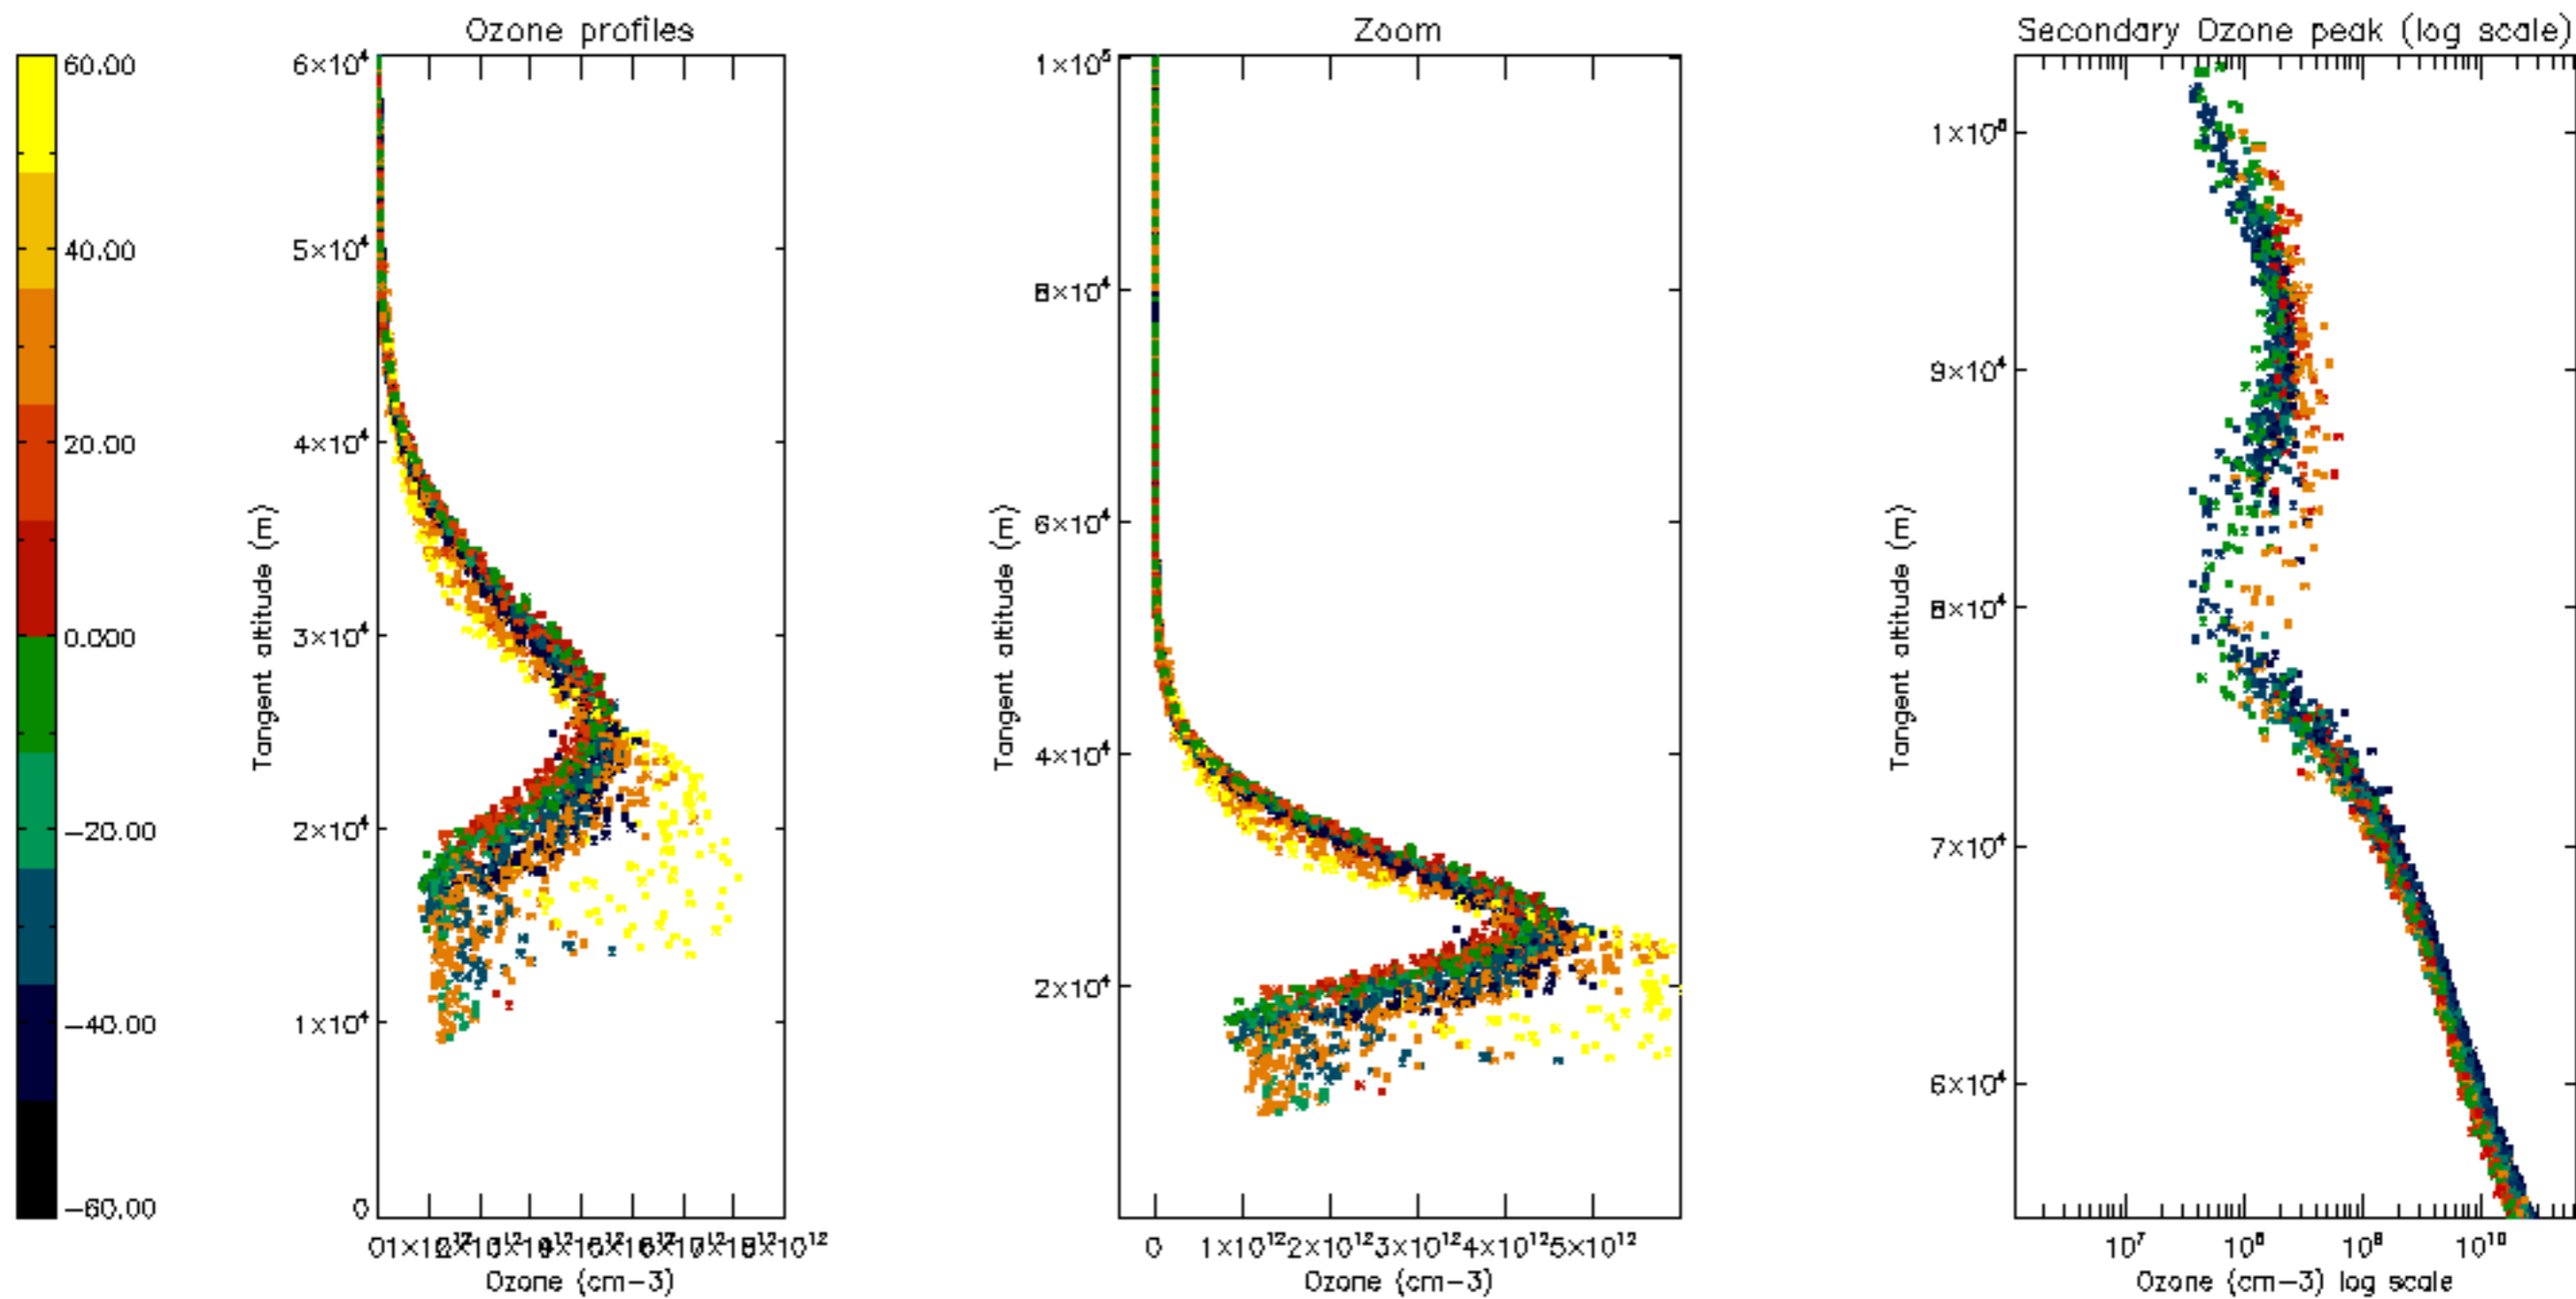 Ozone profiles
Zoom
Secondary Ozone peak (log scale)
60.00
40.00
20.00
0.000
−20.00
−40.00
−60.00
6×10⁴
5×10⁴
4×10⁴
3×10⁴
2×10⁴
1×10⁴
0
Tangent altitude (m)
0 8×10¹²
Ozone (cm−3)
1×10⁵
8×10⁴
6×10⁴
4×10⁴
2×10⁴
Tangent altitude (m)
0 1×10¹² 2×10¹² 3×10¹² 4×10¹² 5×10¹²
Ozone (cm−3)
1×10⁵
9×10⁴
8×10⁴
7×10⁴
6×10⁴
Tangent altitude (m)
10⁷ 10⁸ 10⁹ 10¹⁰
Ozone (cm−3) log scale